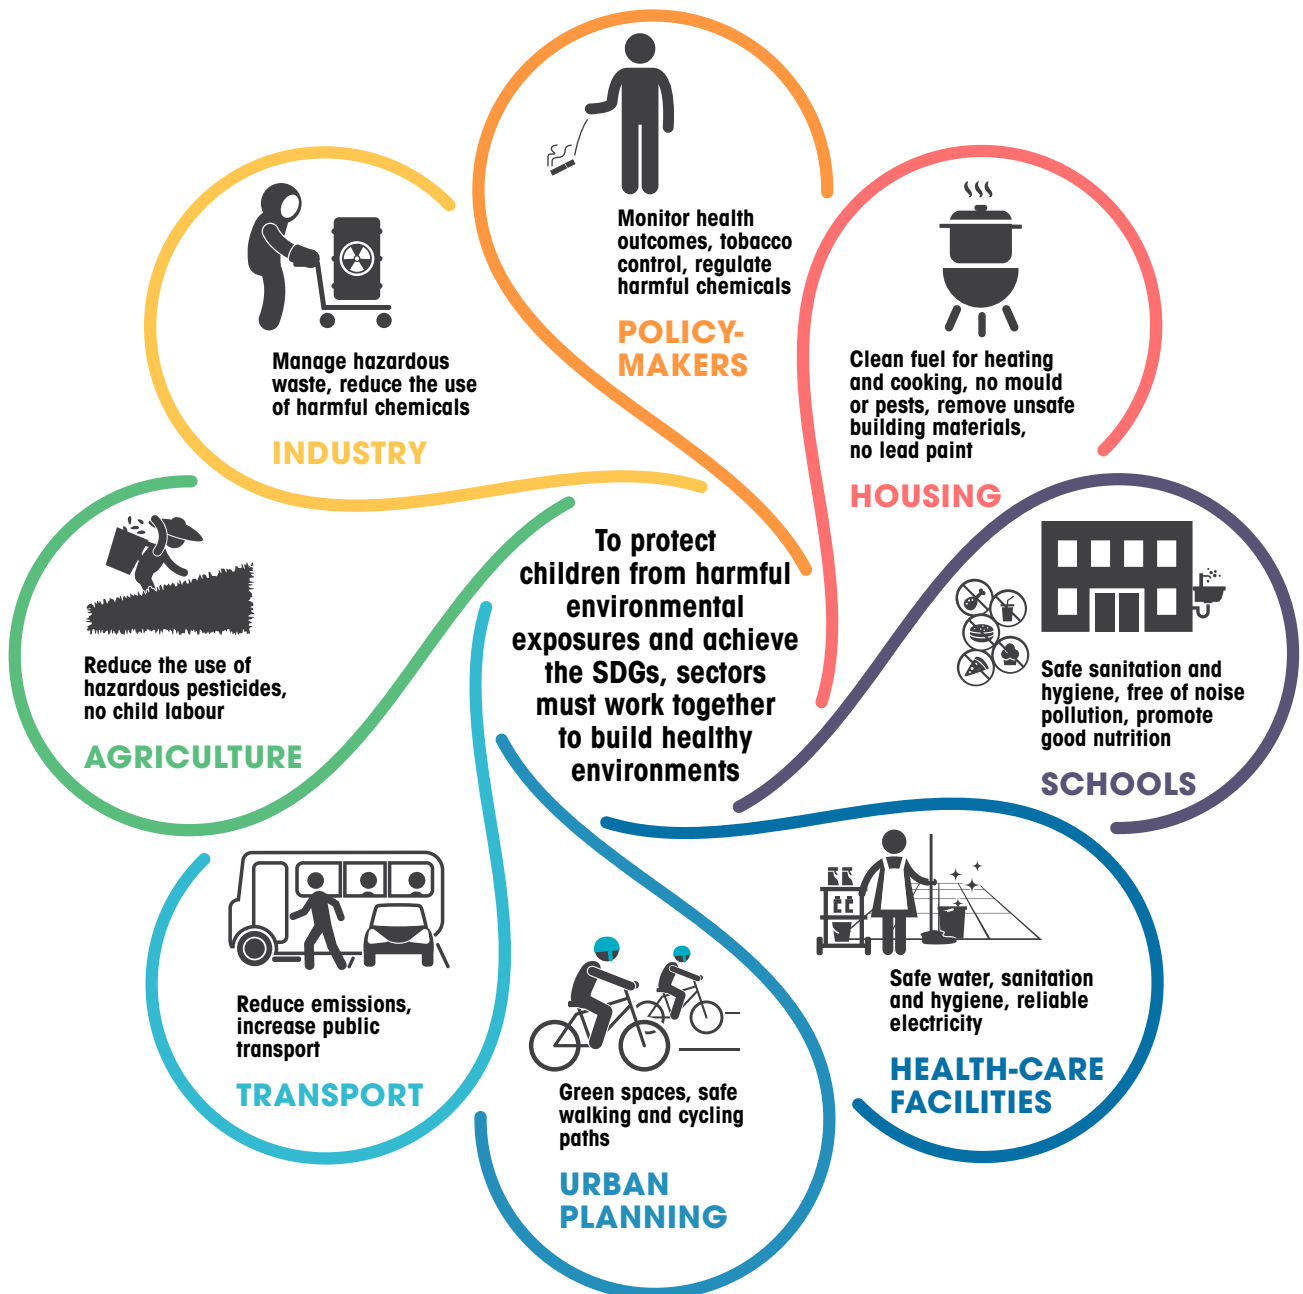 Monitor health
outcomes, tobacco
control, regulate
harmful chemicals
POLICY-
MAKERS
Clean fuel for heating
and cooking, no mould
or pests, remove unsafe
building materials,
no lead paint
HOUSING
Safe sanitation and
hygiene, free of noise
pollution, promote
good nutrition
SCHOOLS
Safe water, sanitation
and hygiene, reliable
electricity
HEALTH-CARE
FACILITIES
Green spaces, safe
walking and cycling
paths
URBAN
PLANNING
Reduce emissions,
increase public
transport
TRANSPORT
Reduce the use of
hazardous pesticides,
no child labour
AGRICULTURE
Manage hazardous
waste, reduce the use
of harmful chemicals
INDUSTRY
To protect
children from harmful
environmental
exposures and achieve
the SDGs, sectors
must work together
to build healthy
environments